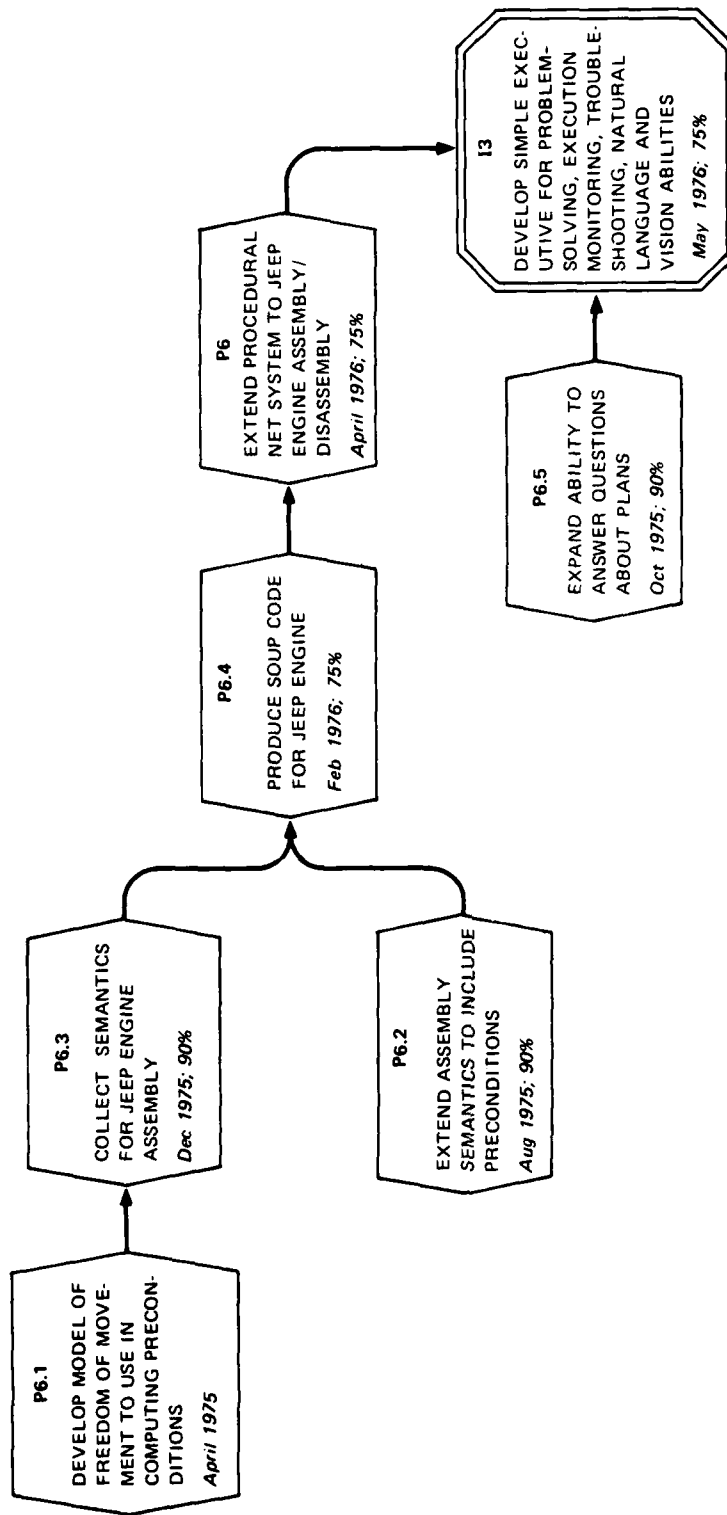 P6.1
DEVELOP MODEL OF
FREEDOM OF MOVE-
MENT TO USE IN
COMPUTING PRECON-
DITIONS
April 1975
P6.3
COLLECT SEMANTICS
FOR JEEP ENGINE
ASSEMBLY
Dec 1975; 90%
P6.2
EXTEND ASSEMBLY
SEMANTICS TO INCLUDE
PRECONDITIONS
Aug 1975; 90%
P6.4
PRODUCE SOUP CODE
FOR JEEP ENGINE
Feb 1976; 75%
P6
EXTEND PROCEDURAL
NET SYSTEM TO JEEP
ENGINE ASSEMBLY/
DISASSEMBLY
April 1976; 75%
P6.5
EXPAND ABILITY TO
ANSWER QUESTIONS
ABOUT PLANS
Oct 1975; 90%
I3
DEVELOP SIMPLE EXEC-
UTIVE FOR PROBLEM-
SOLVING, EXECUTION
MONITORING, TROUBLE-
SHOOTING, NATURAL
LANGUAGE AND
VISION ABILITIES
May 1976; 75%